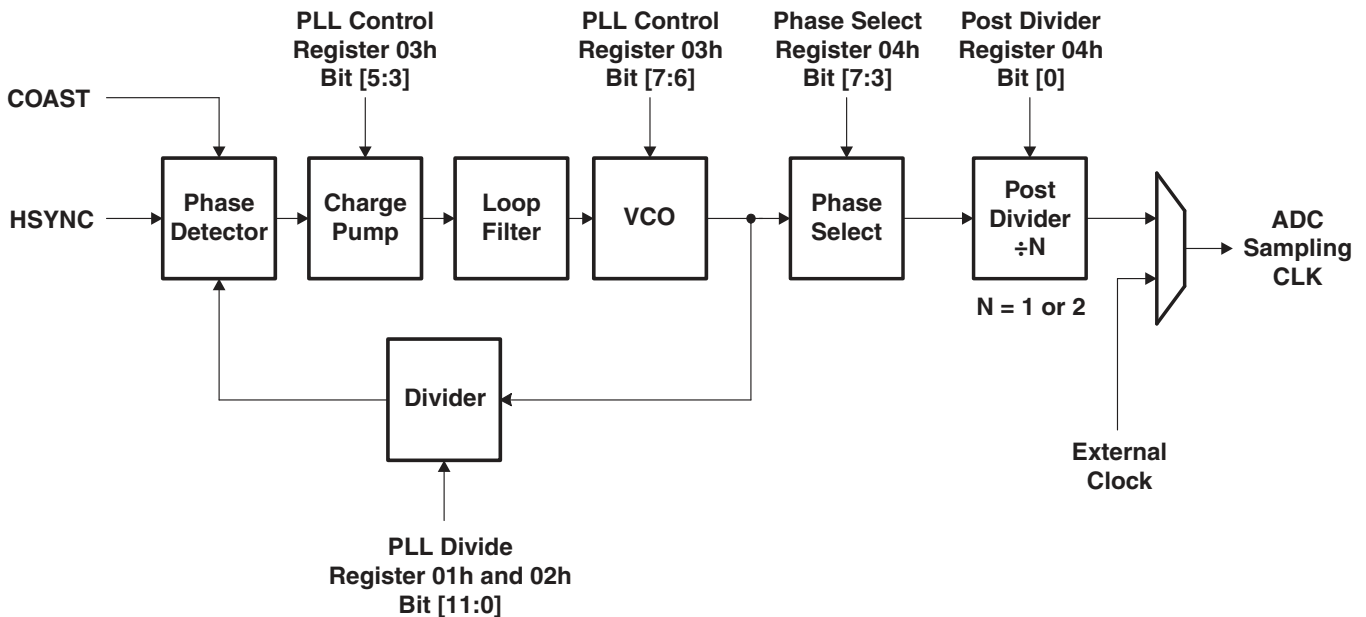 PLL Control
Register 03h
Bit [5:3]
PLL Control
Register 03h
Bit [7:6]
Phase Select
Register 04h
Bit [7:3]
Post Divider
Register 04h
Bit [0]
COAST
HSYNC
Phase
Detector
Charge
Pump
Loop
Filter
VCO
Phase
Select
Post
Divider
÷N
N = 1 or 2
ADC
Sampling
CLK
Divider
External
Clock
PLL Divide
Register 01h and 02h
Bit [11:0]